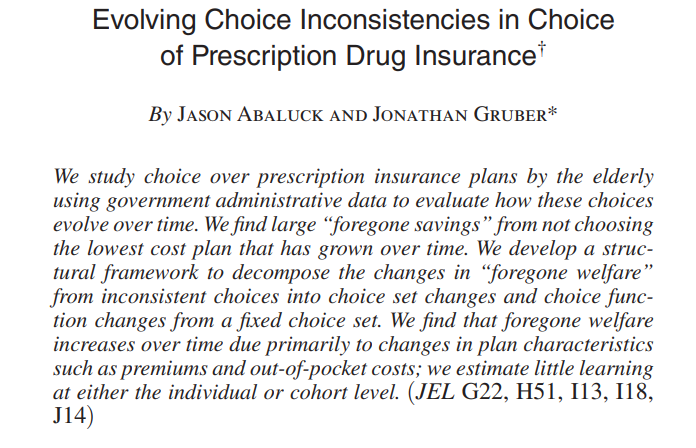 Evolving Choice Inconsistencies in Choice
of Prescription Drug Insurance†
By Jason Abaluck and Jonathan Gruber*
We study choice over prescription insurance plans by the elderly
using government administrative data to evaluate how these choices
evolve over time. We find large “foregone savings” from not choosing
the lowest cost plan that has grown over time. We develop a struc-
tural framework to decompose the changes in “foregone welfare”
from inconsistent choices into choice set changes and choice func-
tion changes from a fixed choice set. We find that foregone welfare
increases over time due primarily to changes in plan characteristics
such as premiums and out-of-pocket costs; we estimate little learning
at either the individual or cohort level. (JEL G22, H51, I13, I18,
J14)